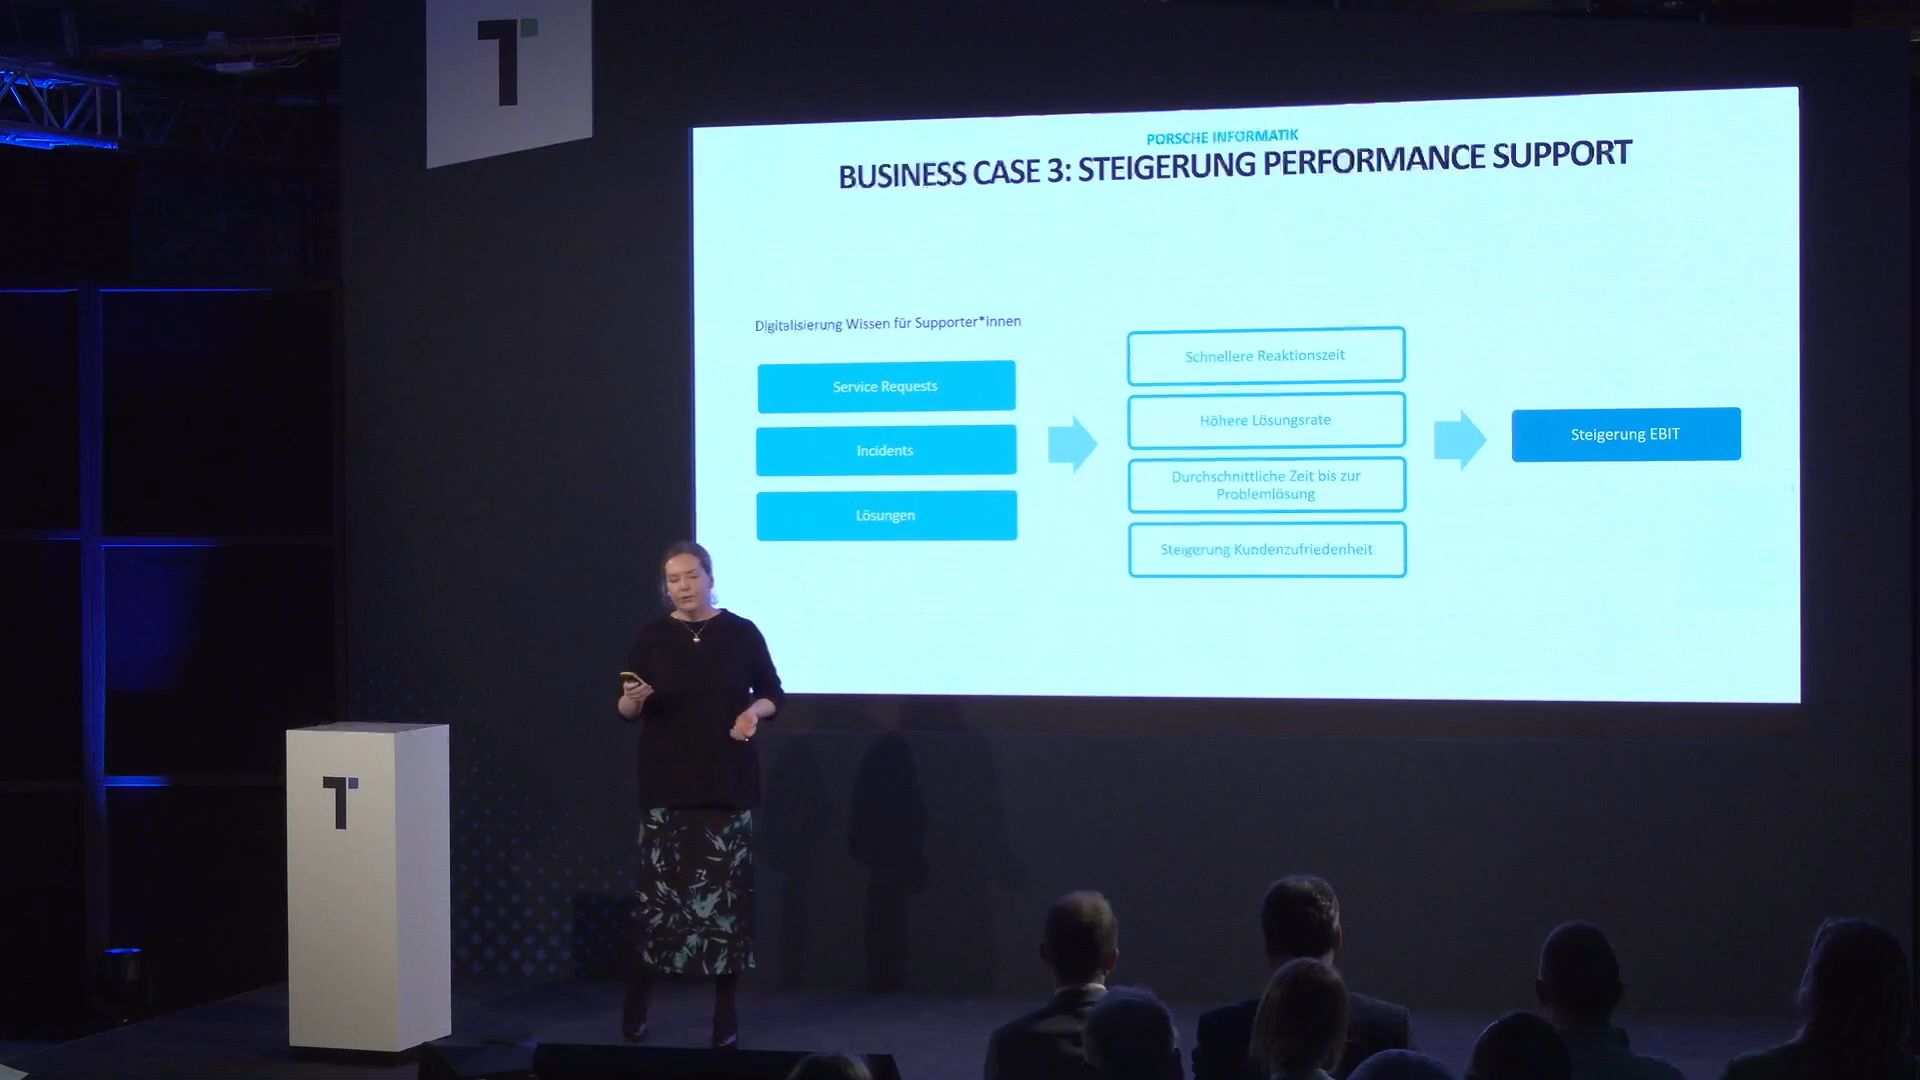 PORSCHE INFORMATIK
BUSINESS CASE 3: STEIGERUNG PERFORMANCE SUPPORT
Digitalisierung Wissen für Supporter*innen
Service Requests
Incidents
Lösungen
Schnellere Reaktionszeit
Höhere Lösungsrate
Durchschnittliche Zeit bis zur
Problemlösung
Steigerung Kundenzufriedenheit
Steigerung EBIT
T
T